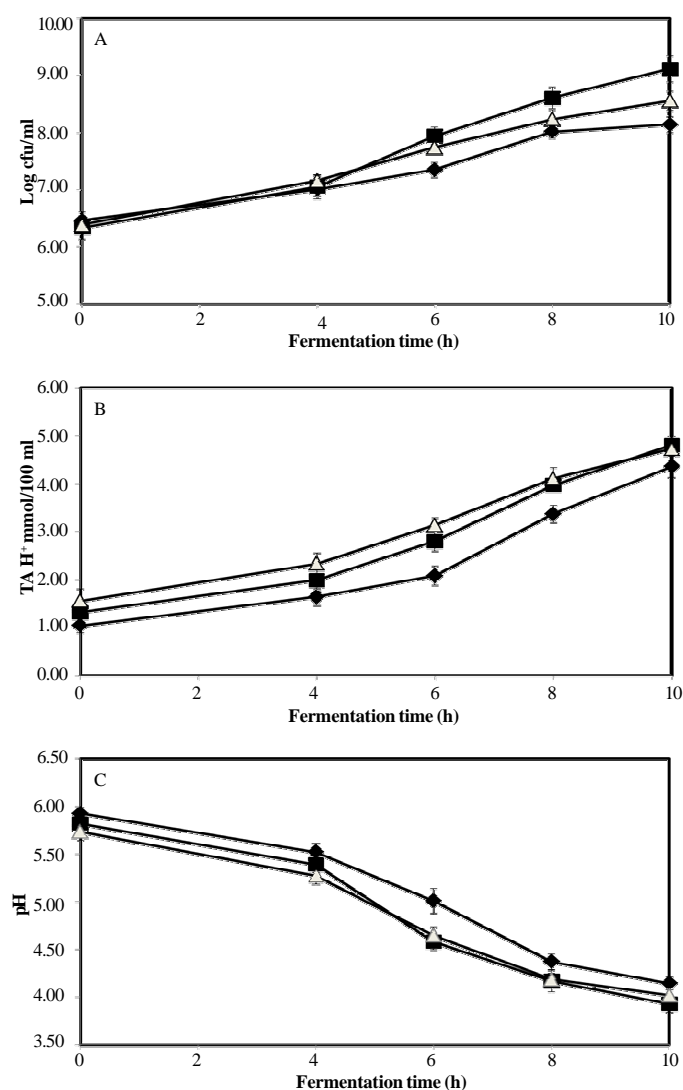 10.00
A
9.00
8.00
7.00
6.00
5.00
Log cfu/ml
0 2 4 6 8 10
Fermentation time (h)
6.00
B
5.00
4.00
3.00
2.00
1.00
0.00
TA H⁺ mmol/100 ml
0 2 4 6 8 10
Fermentation time (h)
6.50
C
6.00
5.50
5.00
4.50
4.00
3.50
pH
0 2 4 6 8 10
Fermentation time (h)